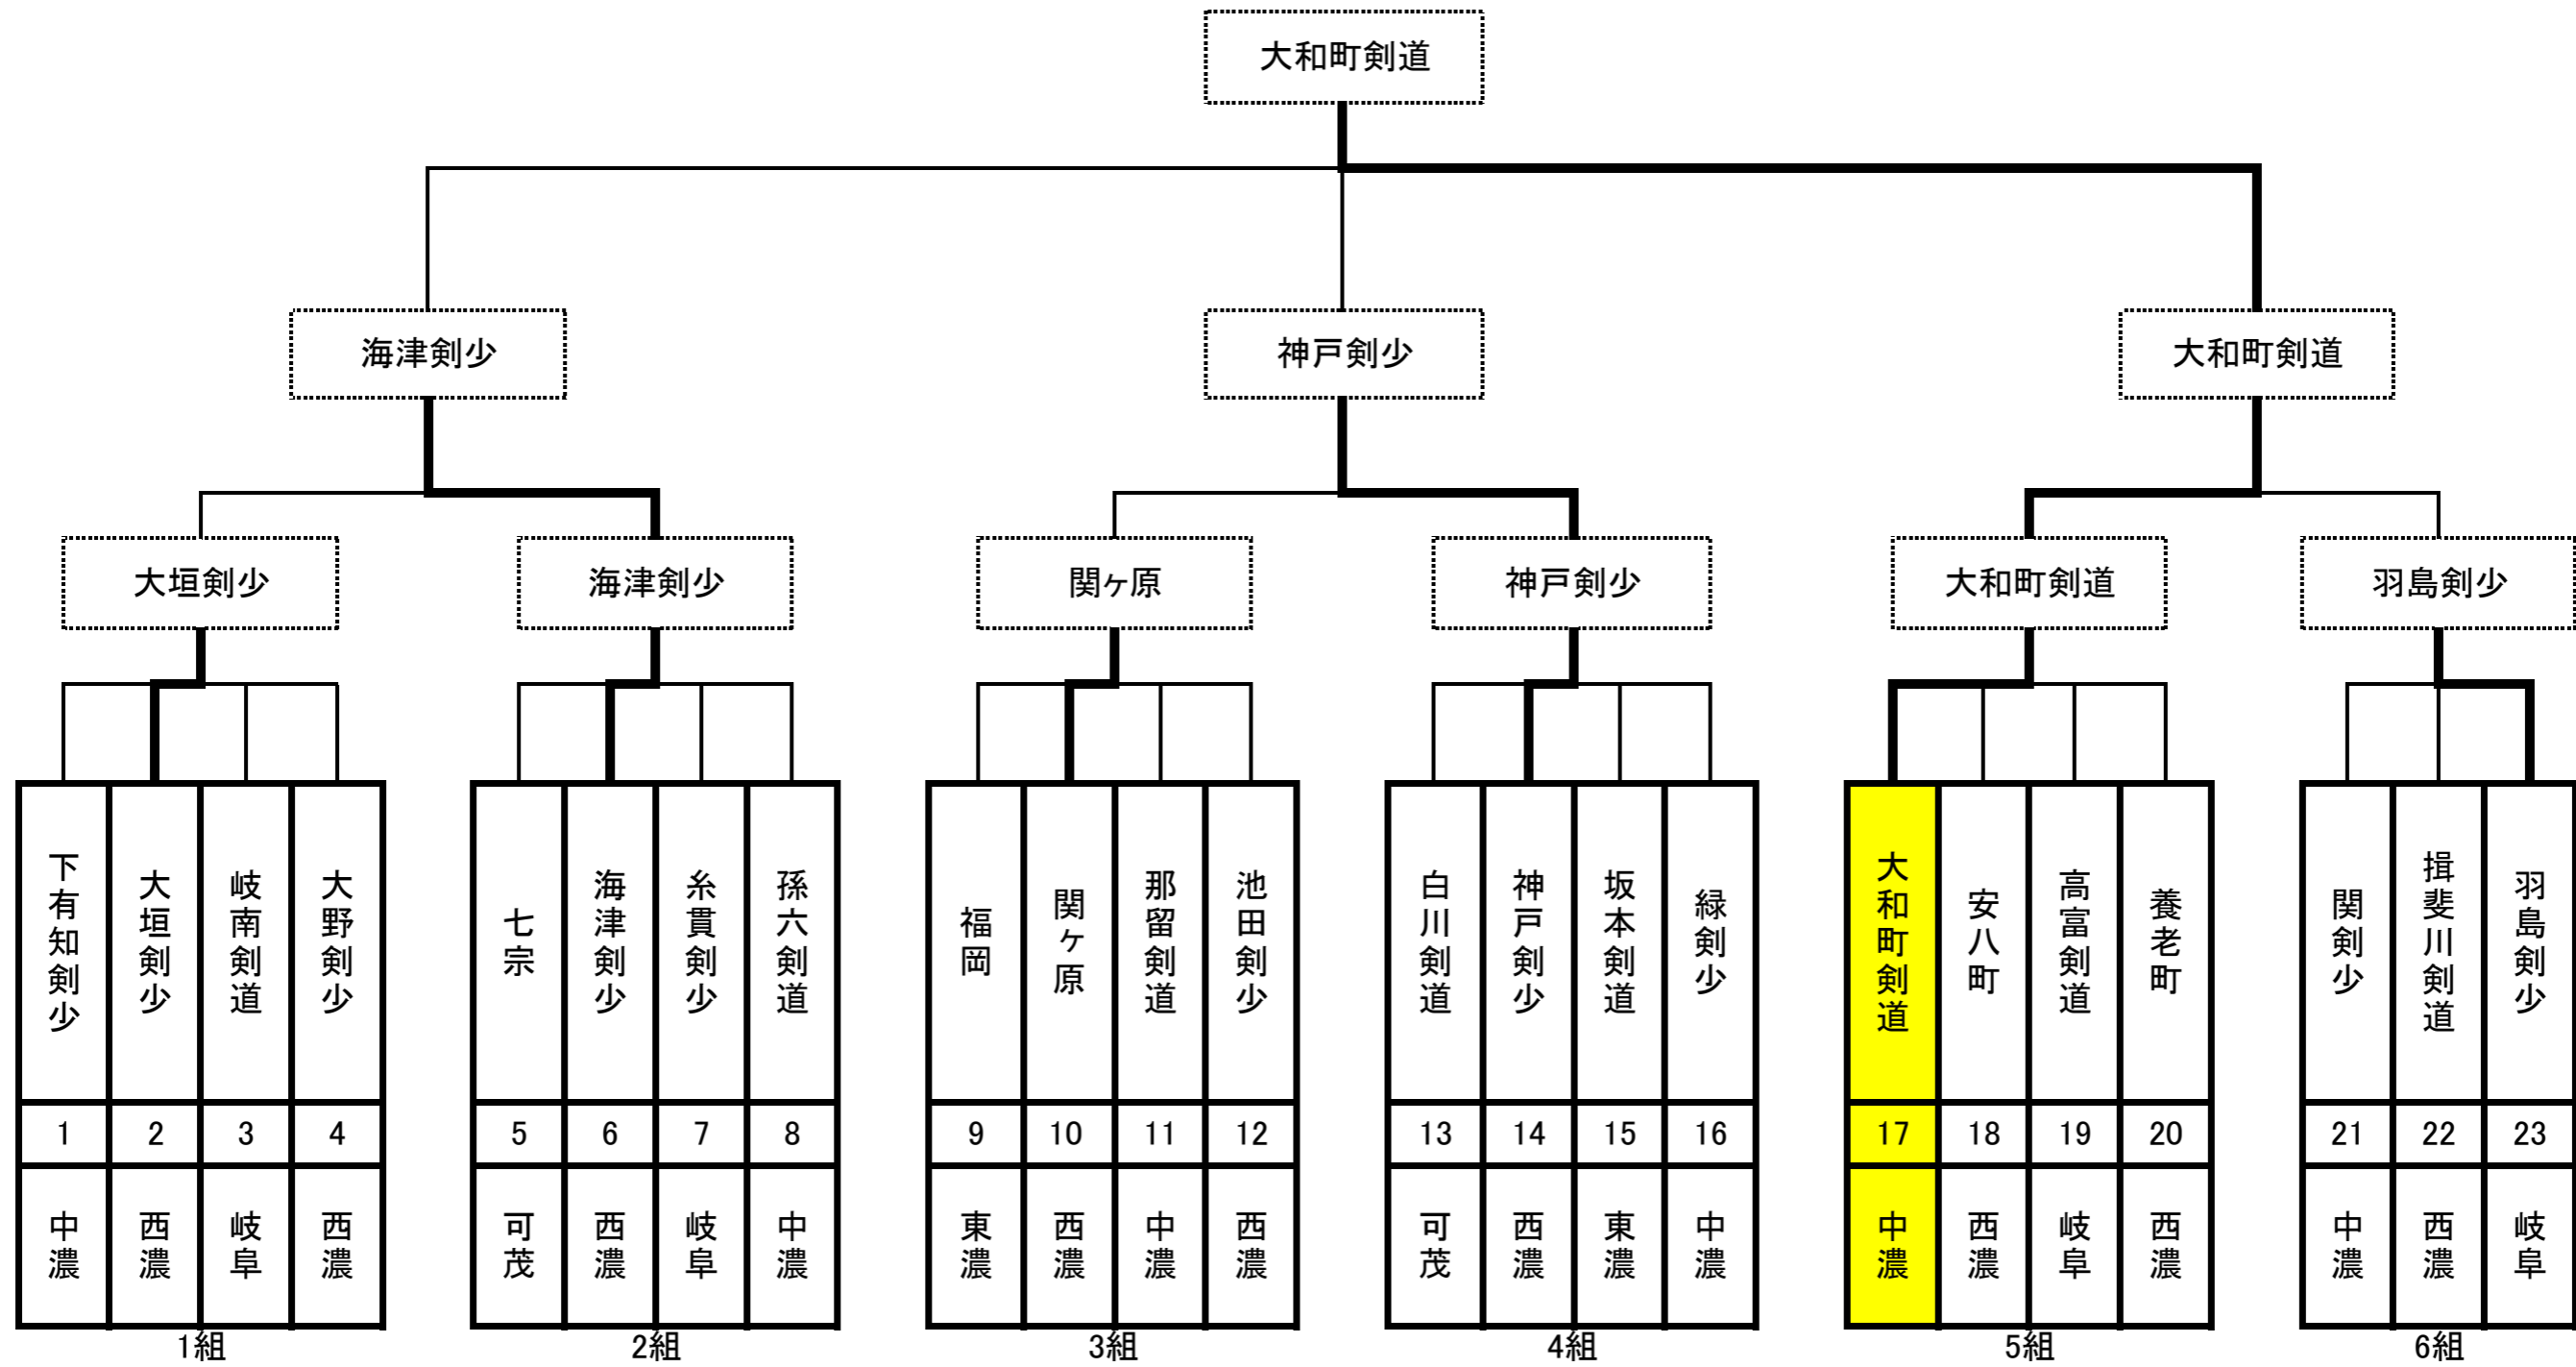 大和町剣道
海津剣少
神戸剣少
大和町剣道
大垣剣少
海津剣少
関ヶ原
神戸剣少
大和町剣道
羽島剣少
下有知剣少
大垣剣少
岐南剣道
大野剣少
七宗
海津剣少
糸貫剣少
孫六剣道
福岡
関ヶ原
那留剣道
池田剣少
白川剣道
神戸剣少
坂本剣道
緑剣少
大和町剣道
安八町
高富剣道
養老町
関剣少
揖斐川剣道
羽島剣少
1 2 3 4 5 6 7 8 9 10 11 12 13 14 15 16 17 18 19 20 21 22 23
中濃
西濃
岐阜
西濃
可茂
西濃
岐阜
中濃
東濃
西濃
中濃
西濃
可茂
西濃
東濃
中濃
中濃
西濃
岐阜
西濃
中濃
西濃
岐阜
1組 2組 3組 4組 5組 6組